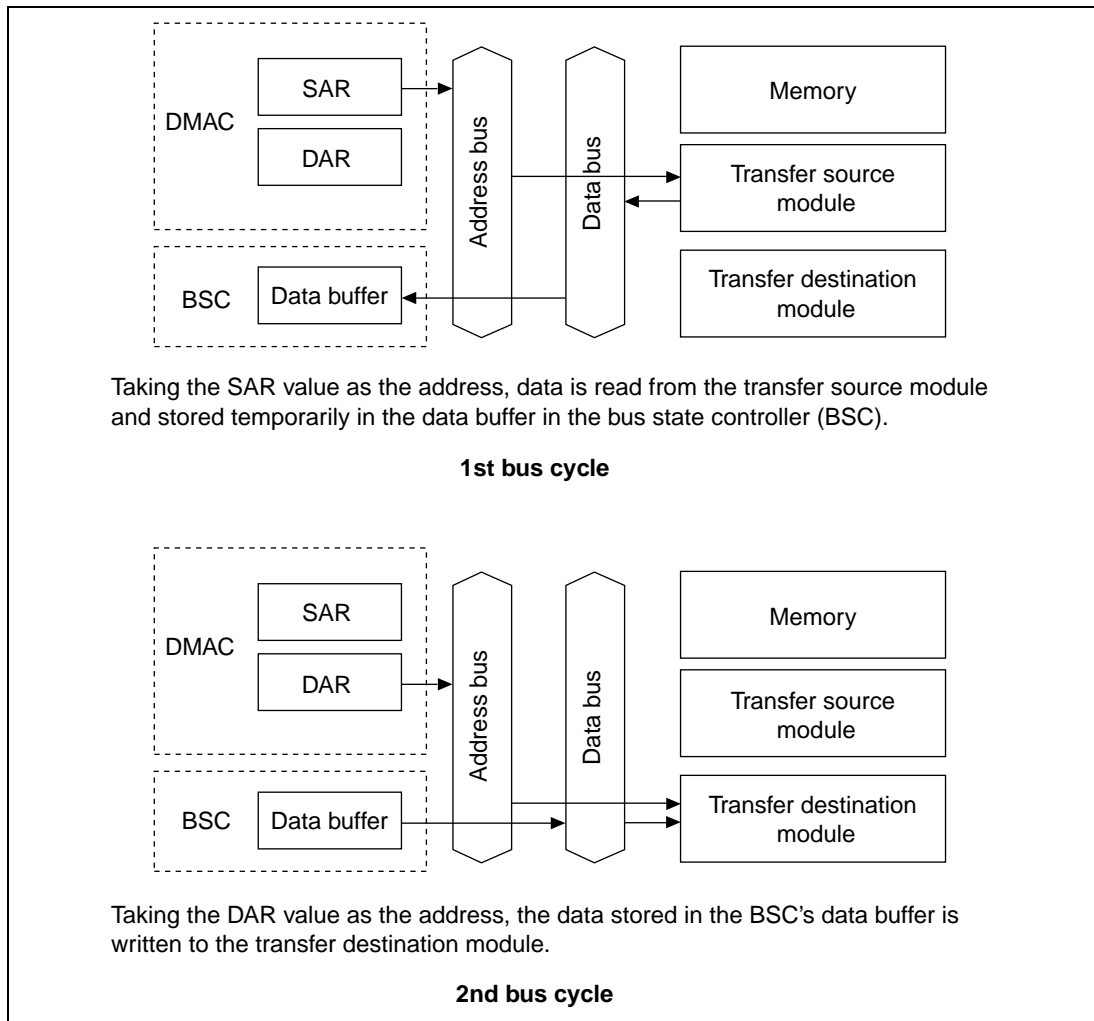 SAR
DMAC
DAR
BSC
Data buffer
Address bus
Data bus
Memory
Transfer source
module
Transfer destination
module
Taking the SAR value as the address, data is read from the transfer source module
and stored temporarily in the data buffer in the bus state controller (BSC).
1st bus cycle
SAR
DMAC
DAR
BSC
Data buffer
Address bus
Data bus
Memory
Transfer source
module
Transfer destination
module
Taking the DAR value as the address, the data stored in the BSC’s data buffer is
written to the transfer destination module.
2nd bus cycle